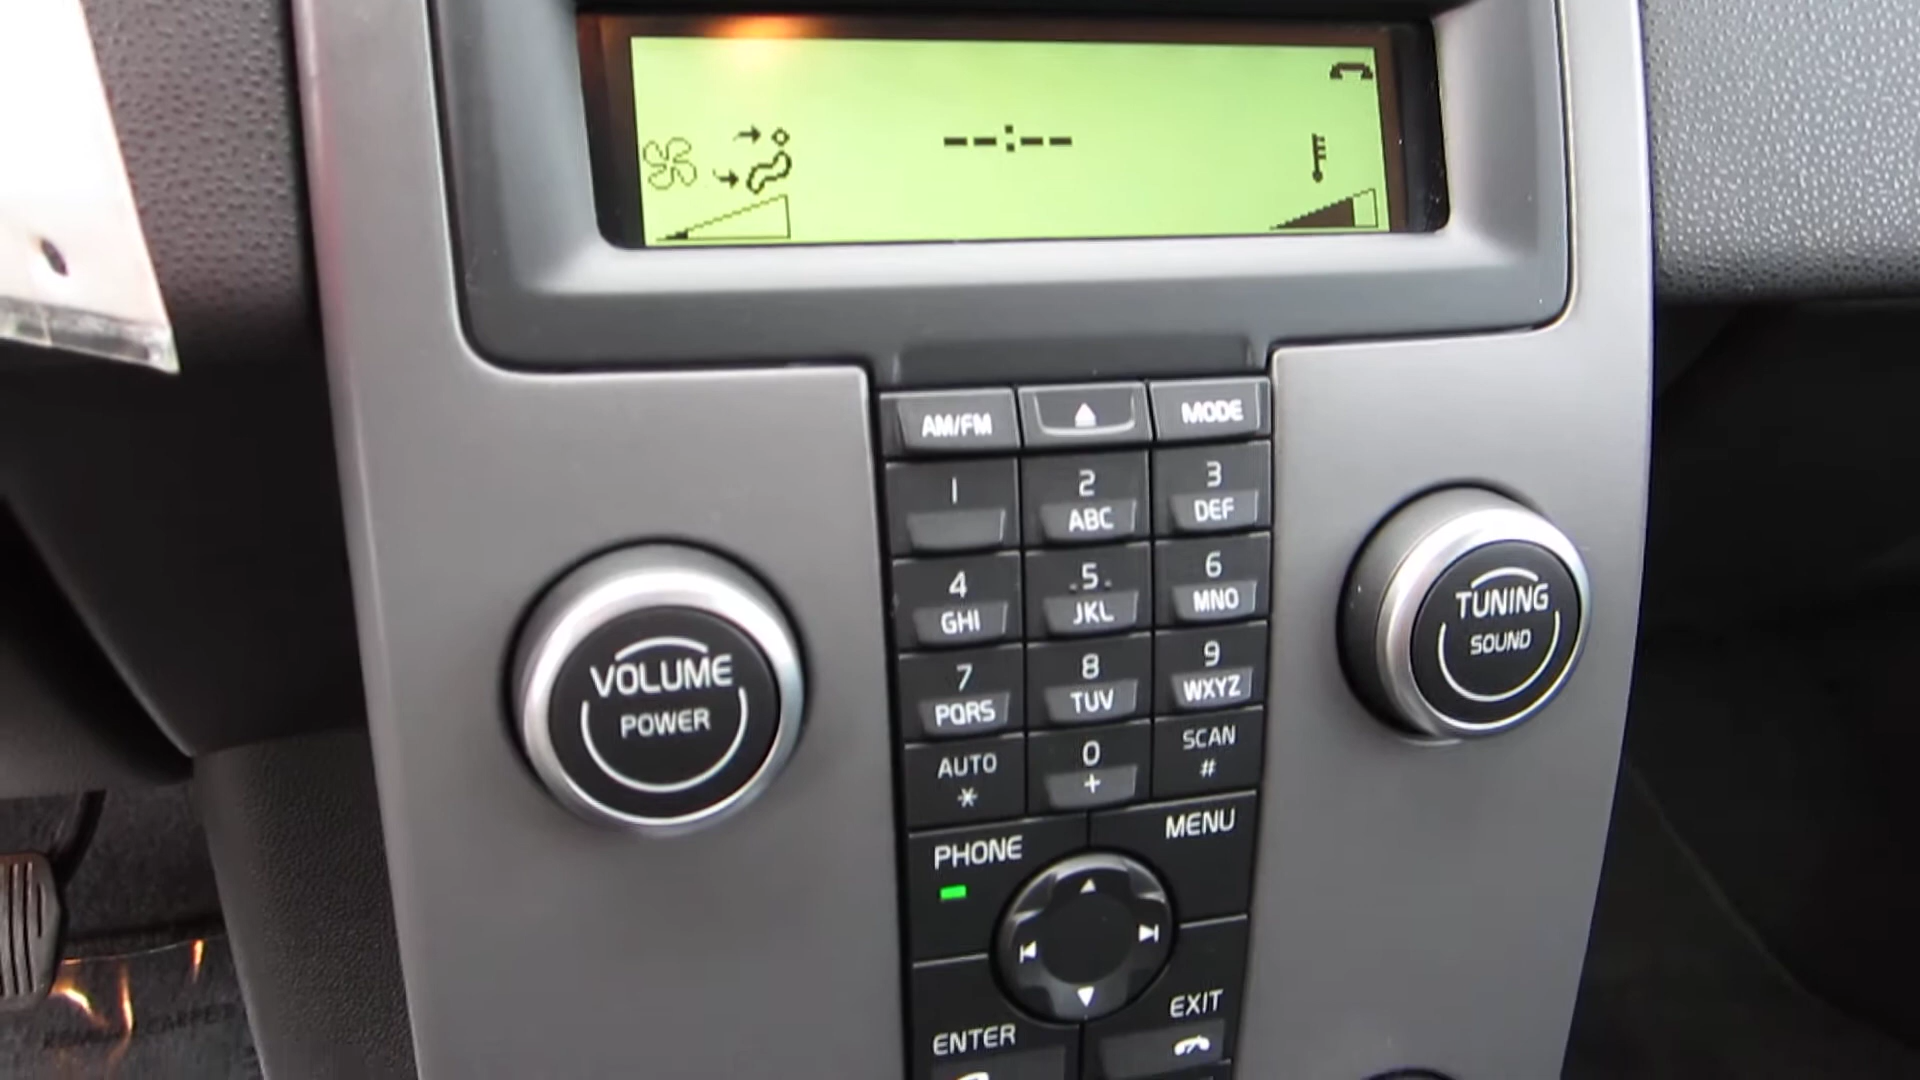 --:--
AM/FM
MODE
1
2
ABC
3
DEF
4
GHI
5
JKL
6
MNO
7
PQRS
8
TUV
9
WXYZ
AUTO
*
0
+
SCAN
#
VOLUME
POWER
TUNING
SOUND
PHONE
MENU
ENTER
EXIT